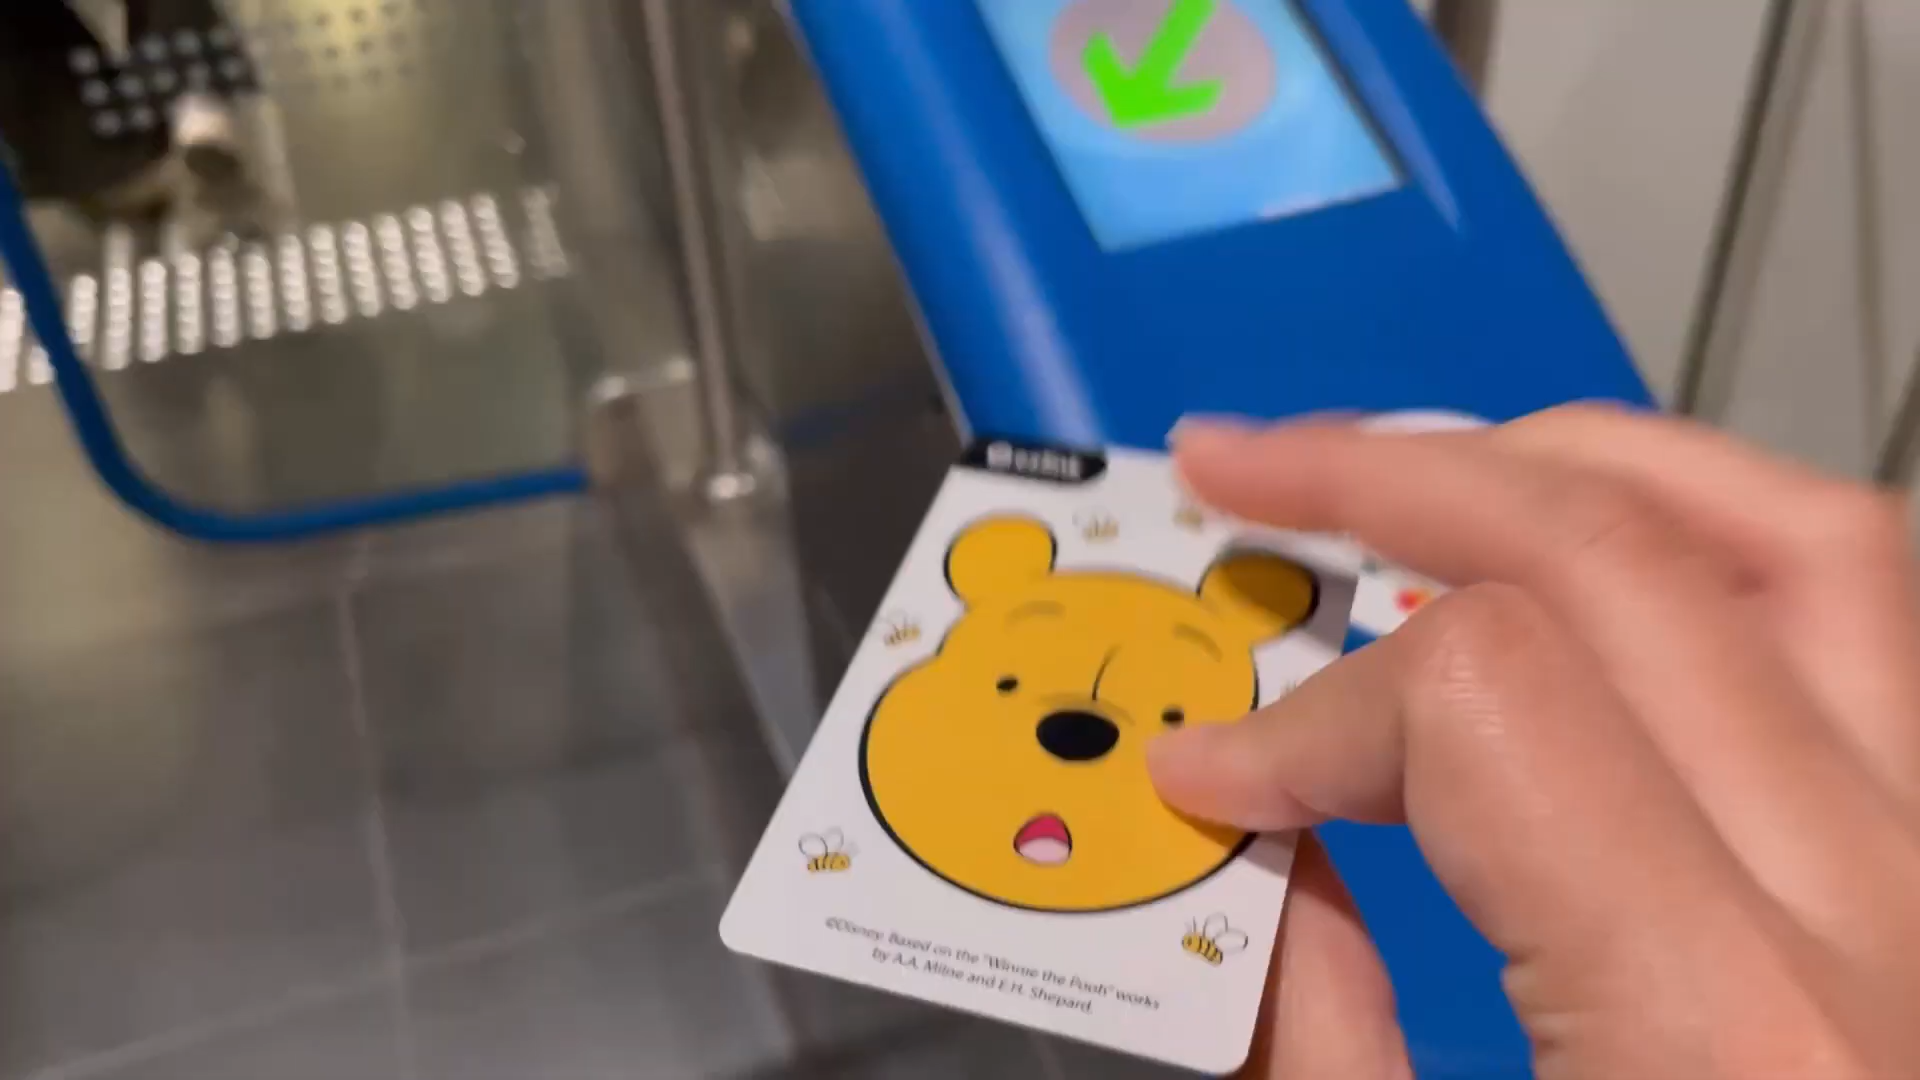 ©Disney. Based on the "Winnie the Pooh" works
by A.A. Milne and E.H. Shepard.